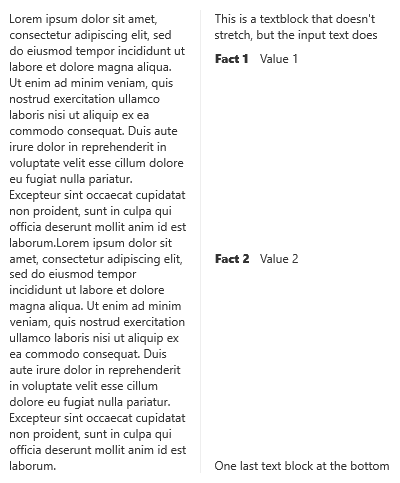 Lorem ipsum dolor sit amet,
consectetur adipiscing elit, sed
do eiusmod tempor incididunt ut
labore et dolore magna aliqua.
Ut enim ad minim veniam, quis
nostrud exercitation ullamco
laboris nisi ut aliquip ex ea
commodo consequat. Duis aute
irure dolor in reprehenderit in
voluptate velit esse cillum dolore
eu fugiat nulla pariatur.
Excepteur sint occaecat cupidatat
non proident, sunt in culpa qui
officia deserunt mollit anim id est
laborum.Lorem ipsum dolor sit
amet, consectetur adipiscing elit,
sed do eiusmod tempor
incididunt ut labore et dolore
magna aliqua. Ut enim ad minim
veniam, quis nostrud exercitation
ullamco laboris nisi ut aliquip ex
ea commodo consequat. Duis
aute irure dolor in reprehenderit
in voluptate velit esse cillum
dolore eu fugiat nulla pariatur.
Excepteur sint occaecat cupidatat
non proident, sunt in culpa qui
officia deserunt mollit anim id est
laborum.
This is a textblock that doesn't
stretch, but the input text does
Fact 1 Value 1
Fact 2 Value 2
One last text block at the bottom